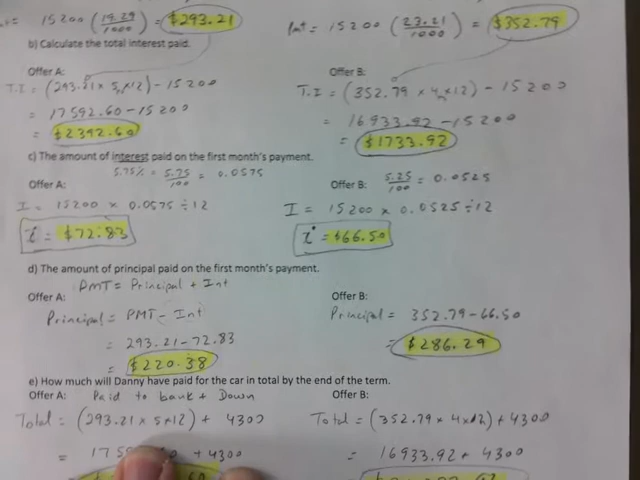 = 15200 (19.29/1000) = $293.21
Pmt = 15200 (23.21/1000) = $352.79
b) Calculate the total interest paid.
Offer A:
T.I = (293.21 x 5 x 12) - 15200
= 17592.60 - 15200
= $2392.60
Offer B:
T.I = (352.79 x 4 x 12) - 15200
= 16933.92 - 15200
= $1733.92
c) The amount of interest paid on the first month's payment.
5.75% = 5.75/100 = 0.0575
Offer A:
I = 15200 x 0.0575 ÷ 12
i = $72.83
Offer B: 5.25/100 = 0.0525
I = 15200 x 0.0525 ÷ 12
i = $66.50
d) The amount of principal paid on the first month's payment.
PMT = Principal + Int
Offer A:
Principal = PMT - Int
= 293.21 - 72.83
= $220.38
Offer B:
Principal = 352.79 - 66.50
= $286.29
e) How much will Danny have paid for the car in total by the end of the term.
Offer A: Paid to bank + Down
Total = (293.21 x 5 x 12) + 4300
= + 4300
Offer B:
Total = (352.79 x 4 x 12) + 4300
= 16933.92 + 4300